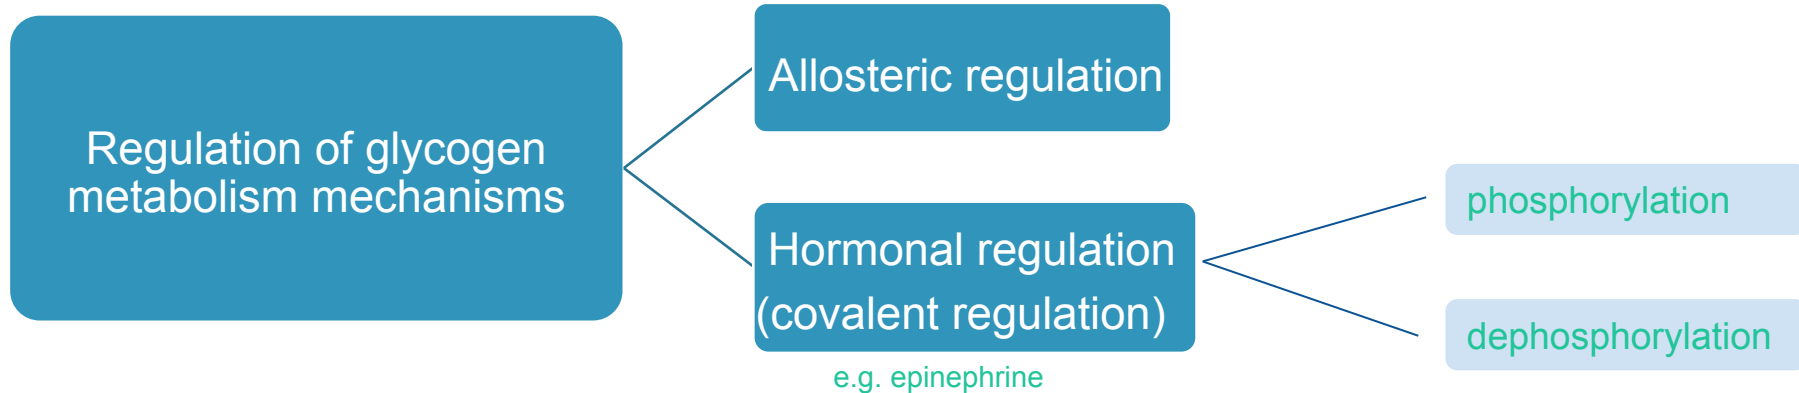 Regulation of glycogen
metabolism mechanisms
Allosteric regulation
Hormonal regulation
(covalent regulation)
e.g. epinephrine
phosphorylation
dephosphorylation